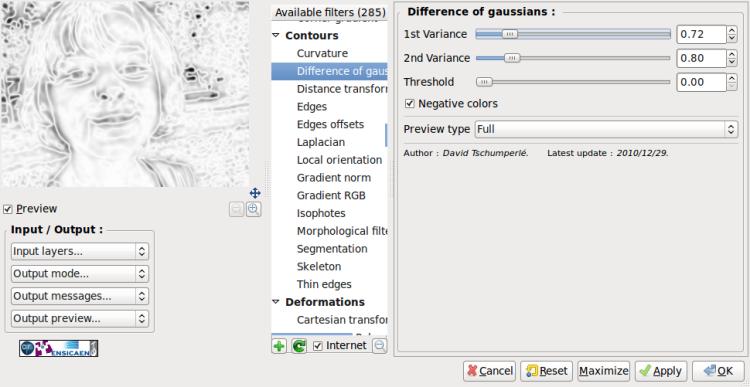 Preview
Input / Output :
Input layers...
Output mode...
Output messages...
Output preview...
ENSICAEN
Available filters (285)
Contours
Curvature
Difference of gaus
Distance transfor
Edges
Edges offsets
Laplacian
Local orientation
Gradient norm
Gradient RGB
Isophotes
Morphological filte
Segmentation
Skeleton
Thin edges
Deformations
Cartesian transfo
Internet
Difference of gaussians :
1st Variance 0.72
2nd Variance 0.80
Threshold 0.00
Negative colors
Preview type Full
Author : David Tschumperlé. Latest update : 2010/12/29.
Cancel Reset Maximize Apply OK